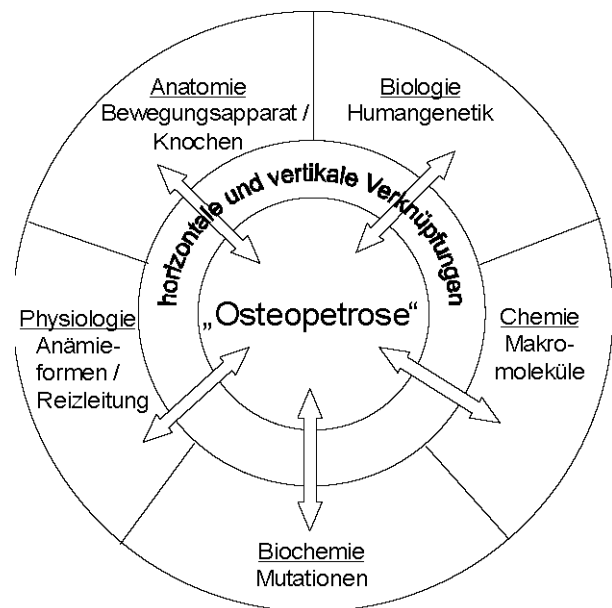 Anatomie
Bewegungsapparat /
Knochen
Biologie
Humangenetik
horizontale und vertikale Verknüpfungen
„Osteopetrose“
Physiologie
Anämie-
formen /
Reizleitung
Chemie
Makro-
moleküle
Biochemie
Mutationen